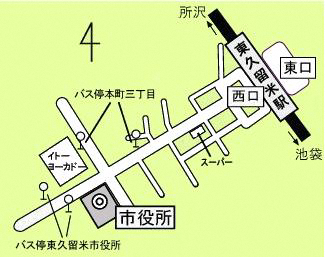 所沢
4
東久留米駅
東口
西口
バス停本町三丁目
池袋
スーパー
イトー
ヨーカドー
市役所
バス停東久留米市役所